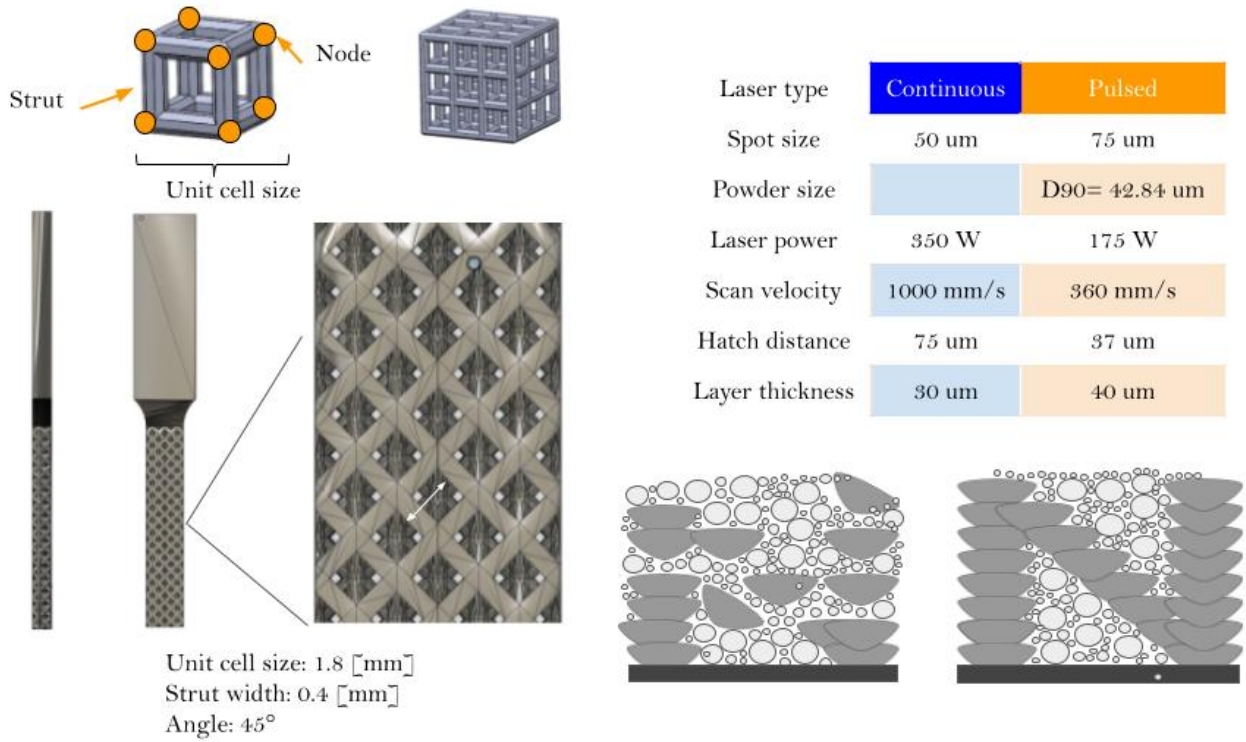 Node
Strut
Unit cell size
Unit cell size: 1.8 [mm]
Strut width: 0.4 [mm]
Angle: 45°
Laser type Continuous Pulsed
Spot size 50 um 75 um
Powder size D90= 42.84 um
Laser power 350 W 175 W
Scan velocity 1000 mm/s 360 mm/s
Hatch distance 75 um 37 um
Layer thickness 30 um 40 um